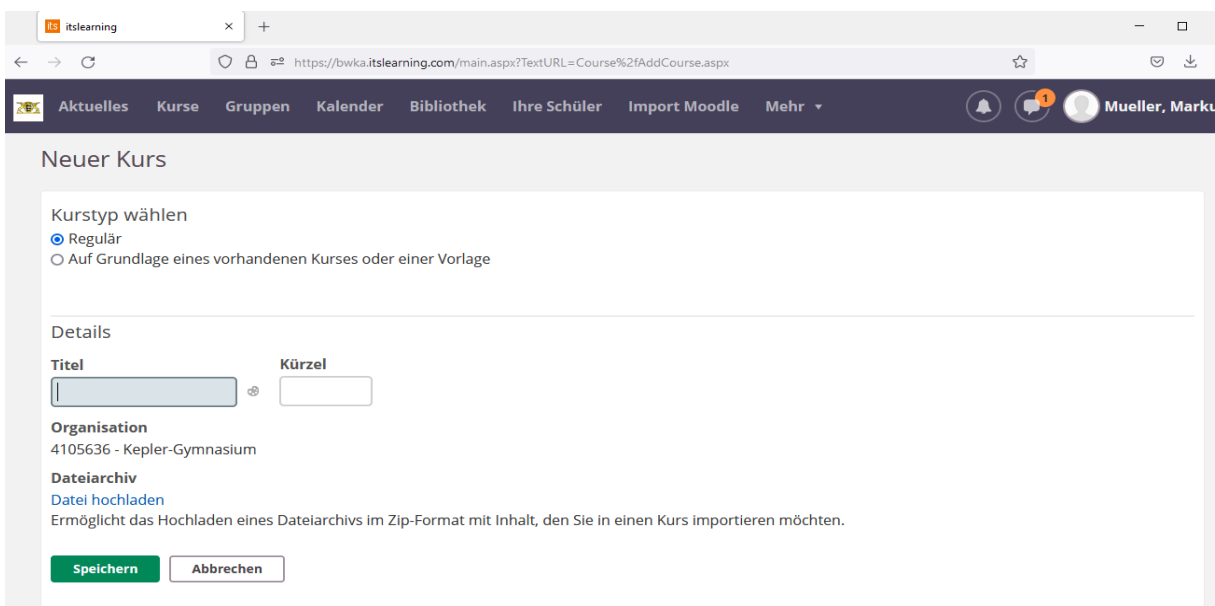 its itslearning
https://bwka.itslearning.com/main.aspx?TextURL=Course%2fAddCourse.aspx
Aktuelles Kurse Gruppen Kalender Bibliothek Ihre Schüler Import Moodle Mehr 1 Mueller, Marku
Neuer Kurs
Kurstyp wählen
Regulär
Auf Grundlage eines vorhandenen Kurses oder einer Vorlage
Details
Titel Kürzel
Organisation
4105636 - Kepler-Gymnasium
Dateiarchiv
Datei hochladen
Ermöglicht das Hochladen eines Dateiarchivs im Zip-Format mit Inhalt, den Sie in einen Kurs importieren möchten.
Speichern Abbrechen